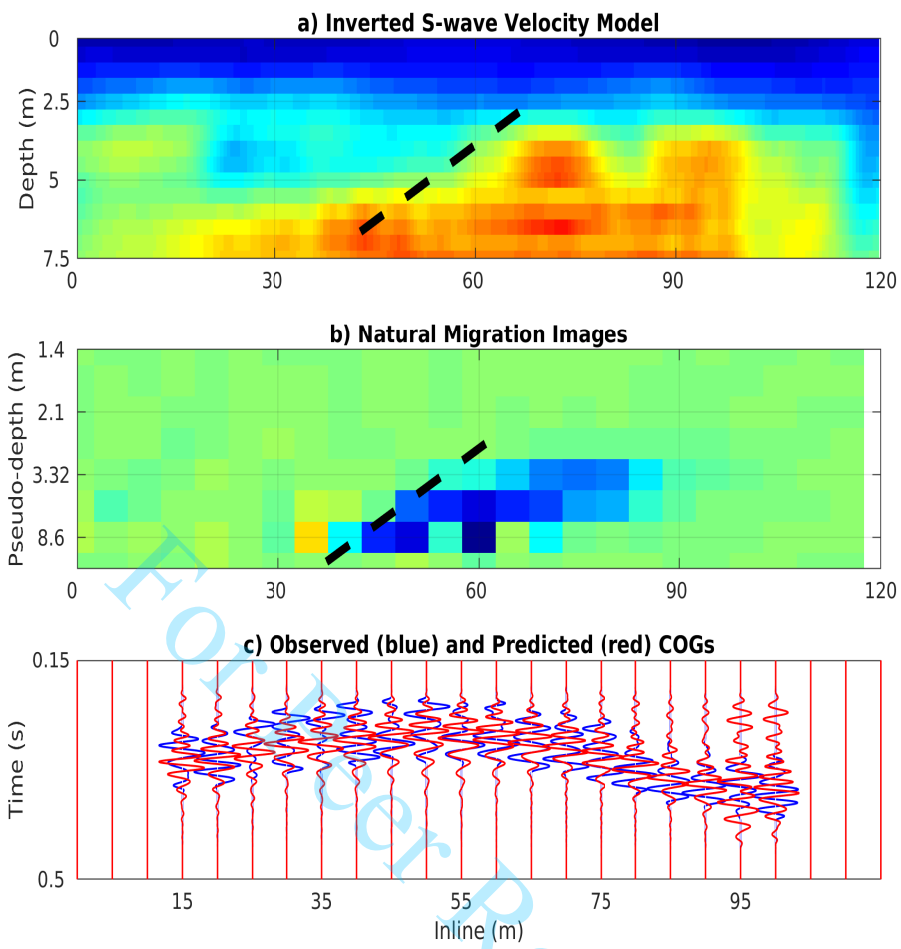 a) Inverted S-wave Velocity Model
0
2.5
5
7.5
Depth (m)
0 30 60 90 120
b) Natural Migration Images
1.4
2.1
3.32
8.6
Pseudo-depth (m)
0 30 60 90 120
c) Observed (blue) and Predicted (red) COGs
0.15
0.5
Time (s)
15 35 55 75 95
Inline (m)
For Peer R